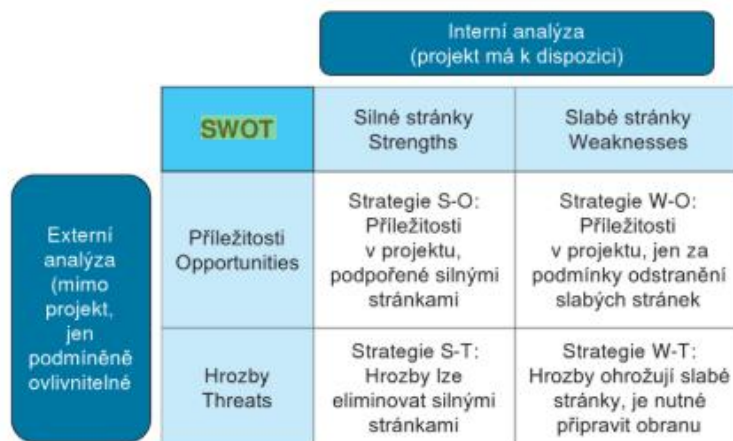 Interní analýza
(projekt má k dispozici)
SWOT
Silné stránky
Strengths
Slabé stránky
Weaknesses
Externí
analýza
(mimo
projekt,
jen
podmíněně
ovlivnitelné
Příležitosti
Opportunities
Strategie S-O:
Příležitosti
v projektu,
podpořené silnými
stránkami
Strategie W-O:
Příležitosti
v projektu, jen za
podmínky odstranění
slabých stránek
Hrozby
Threats
Strategie S-T:
Hrozby lze
eliminovat silnými
stránkami
Strategie W-T:
Hrozby ohrožují slabé
stránky, je nutné
připravit obranu